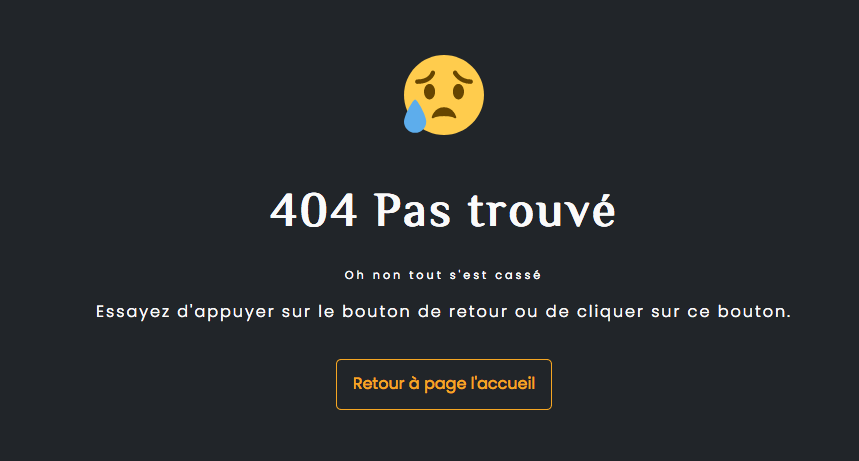 404 Pas trouvé
Oh non tout s'est cassé
Essayez d'appuyer sur le bouton de retour ou de cliquer sur ce bouton.
Retour à page l'accueil